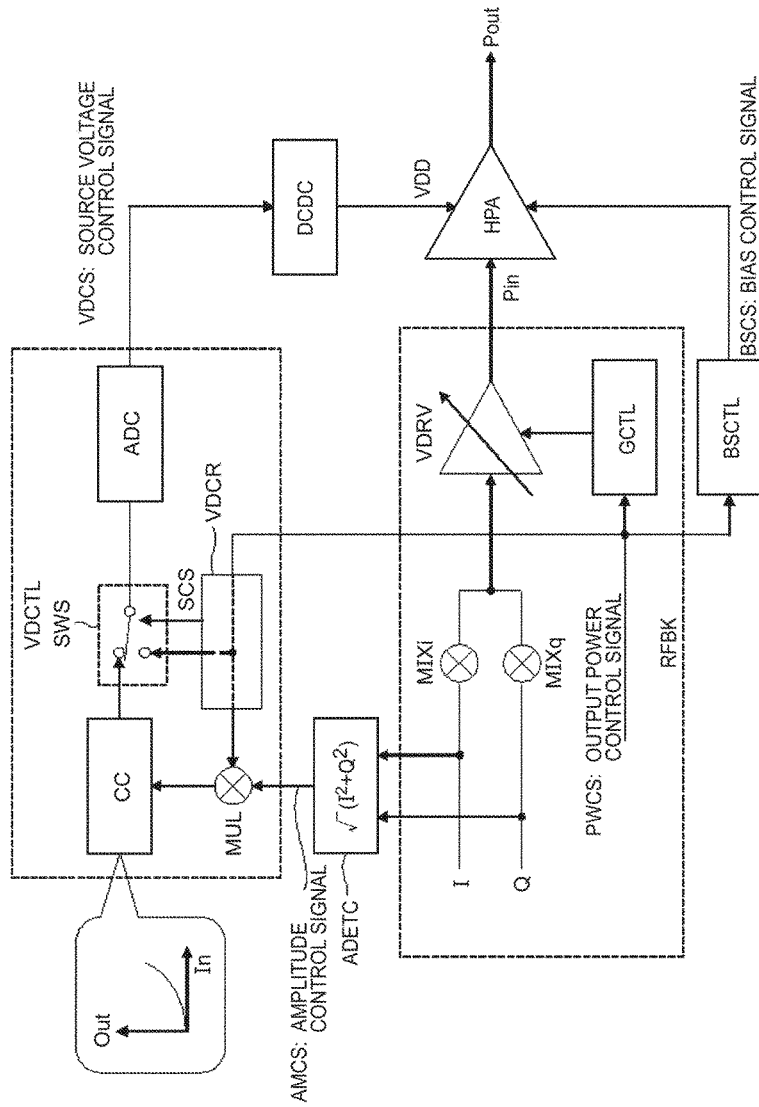 VDCS: SOURCE VOLTAGE
CONTROL SIGNAL
VDCTL
SWS
ADC
DCDC
CC
SCS
VDCR
VDD
Out
In
MUL
HPA
Pout
Pin
AMCS: AMPLITUDE
CONTROL SIGNAL
ADETC
√(I²+Q²)
VDRV
MIXi
MIXq
I
Q
GCTL
PWCS: OUTPUT POWER
CONTROL SIGNAL
RFBK
BSCTL
BSCS: BIAS CONTROL SIGNAL